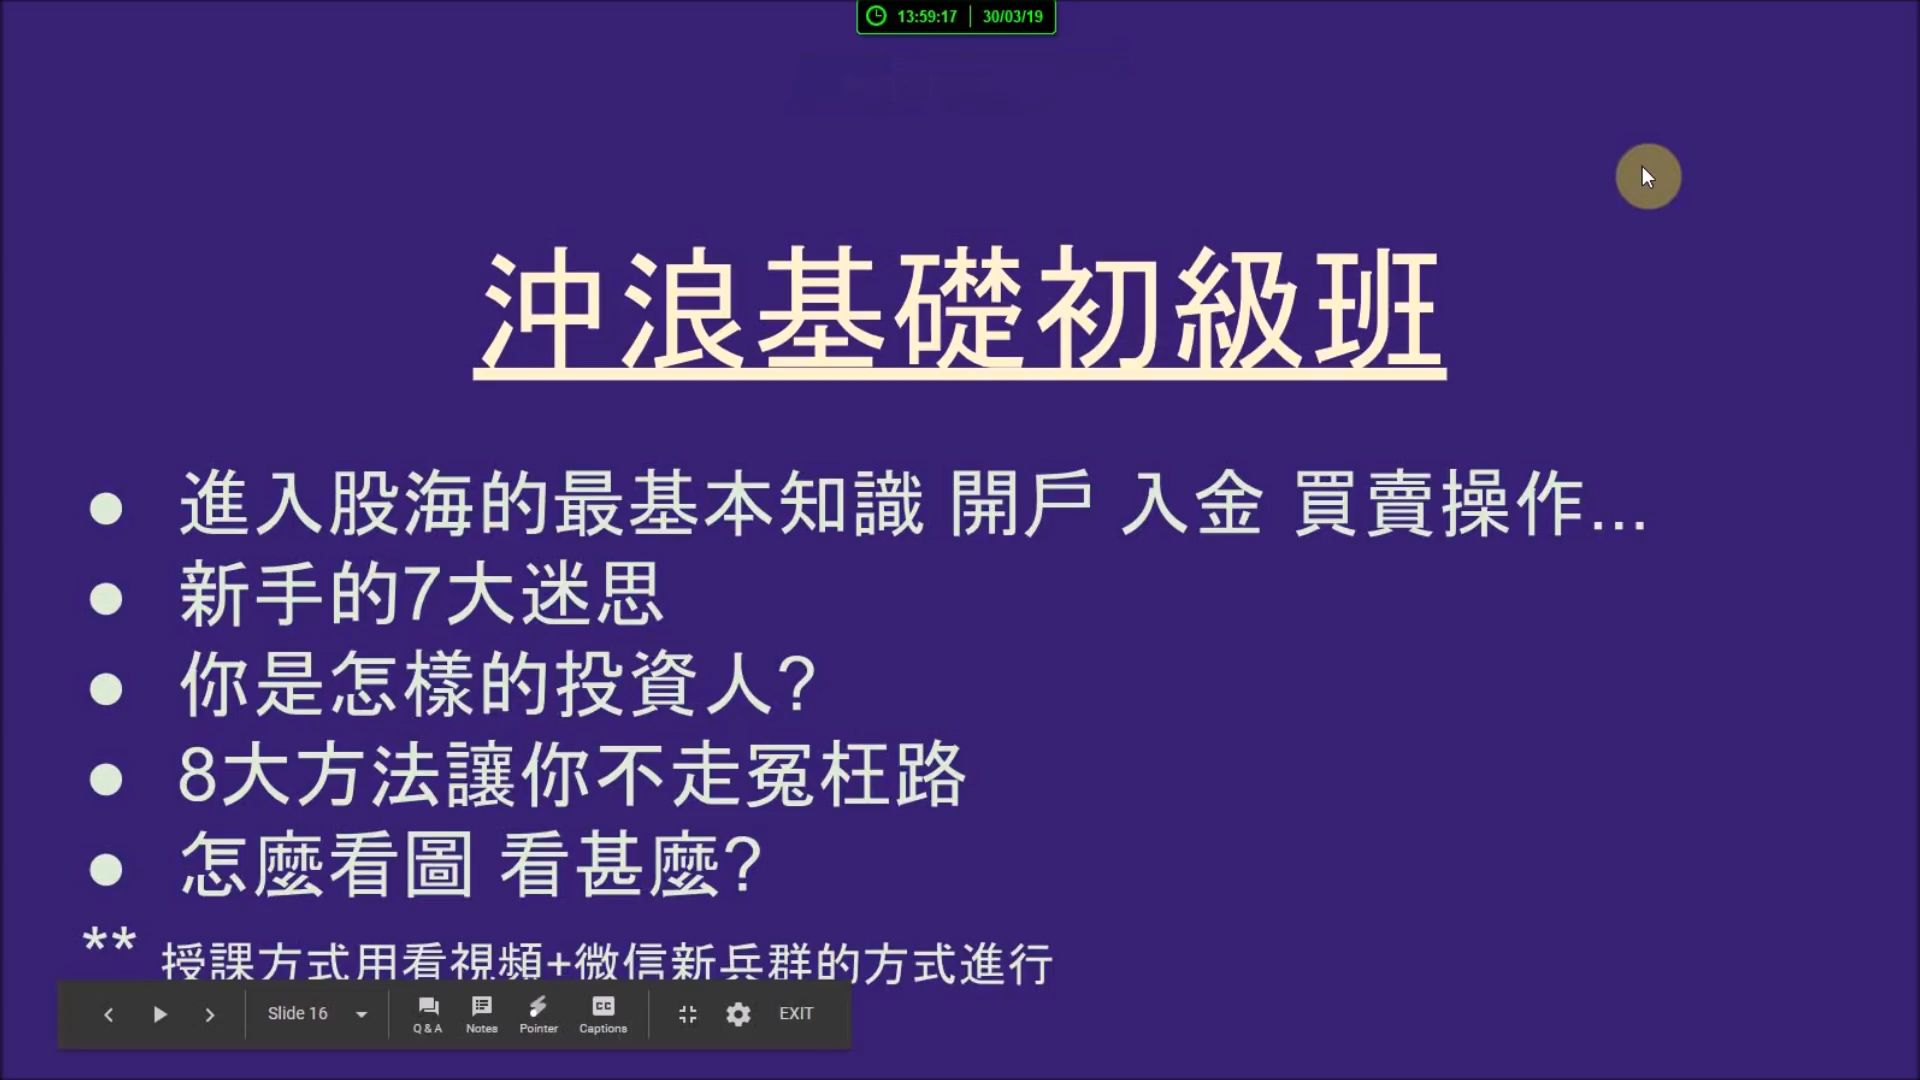 13:59:17 | 30/03/19
沖浪基礎初級班
● 進入股海的最基本知識 開戶 入金 買賣操作...
● 新手的7大迷思
● 你是怎樣的投資人?
● 8大方法讓你不走冤枉路
● 怎麼看圖 看甚麼?
** 授課方式用看視頻+微信新兵群的方式進行
Slide 16 Q & A Notes Pointer CC Captions EXIT